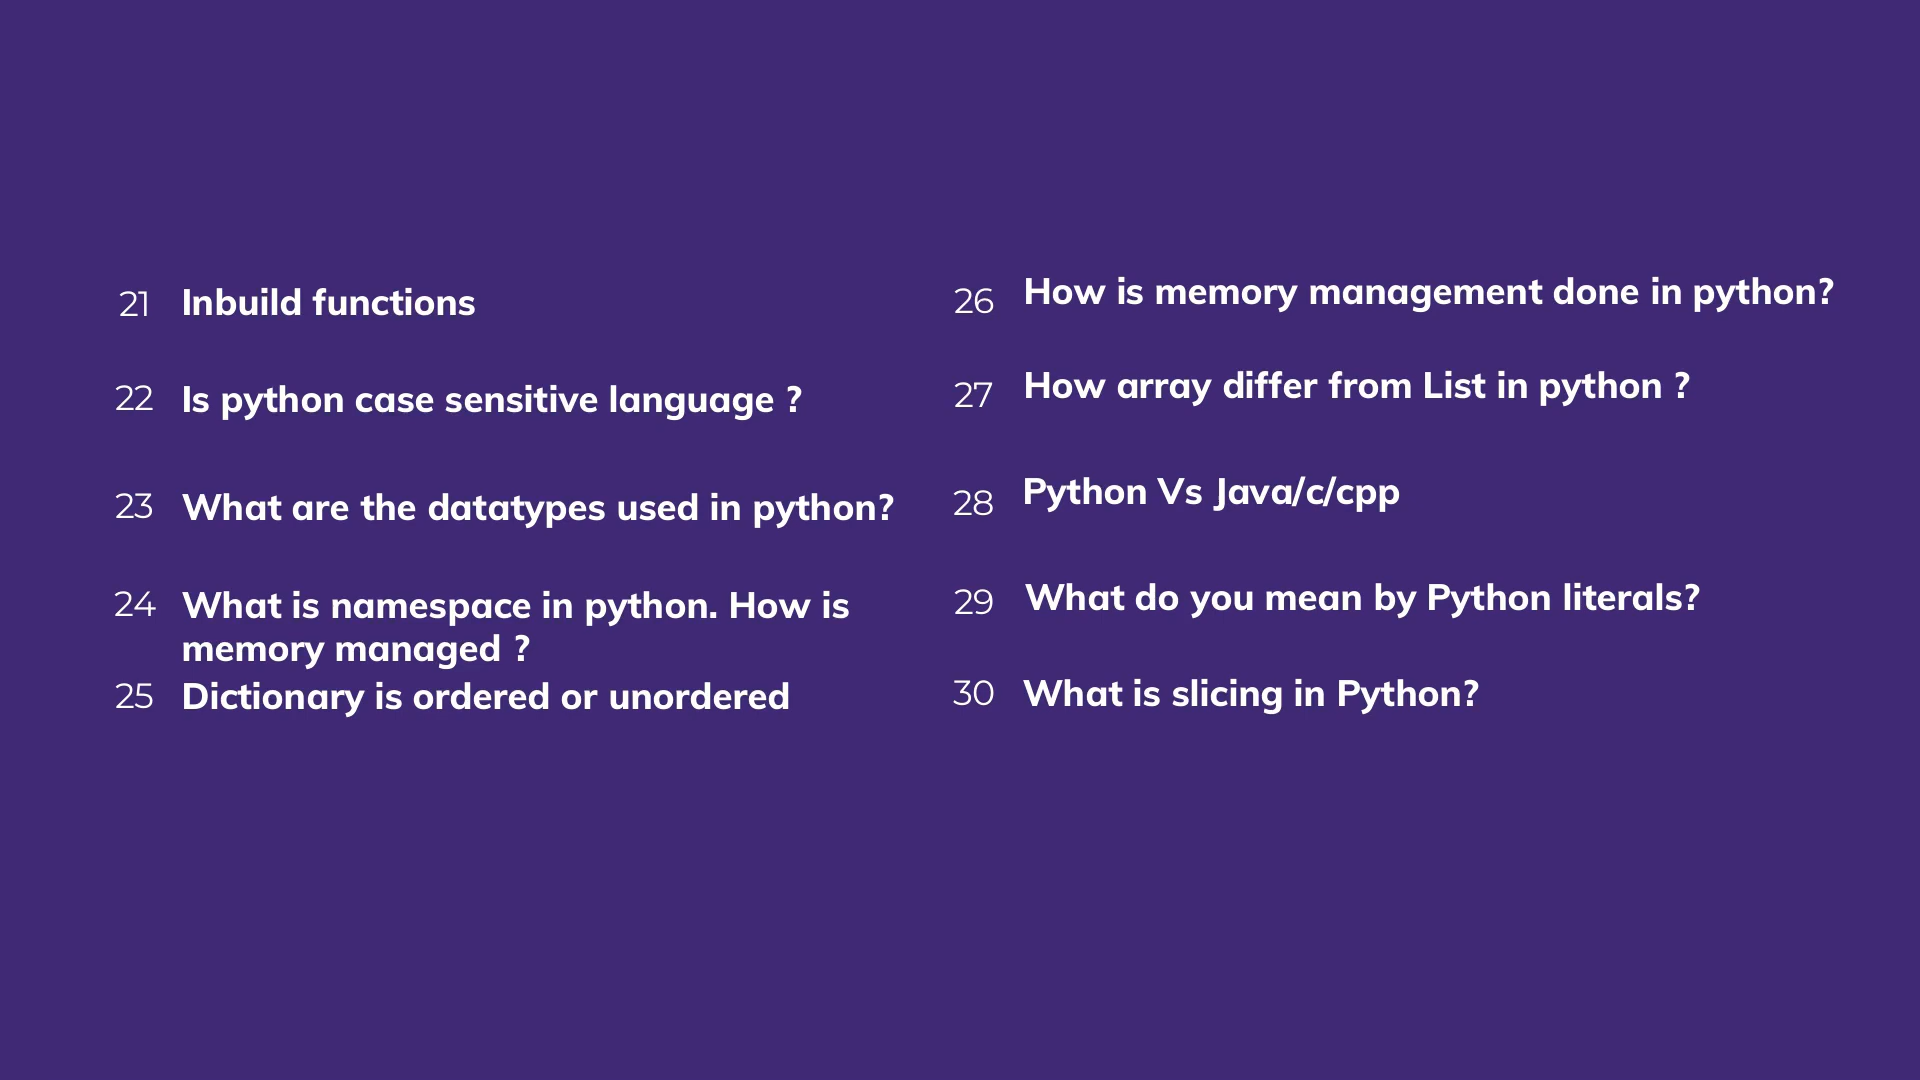 21 Inbuild functions
22 Is python case sensitive language ?
23 What are the datatypes used in python?
24 What is namespace in python. How is
memory managed ?
25 Dictionary is ordered or unordered
26 How is memory management done in python?
27 How array differ from List in python ?
28 Python Vs Java/c/cpp
29 What do you mean by Python literals?
30 What is slicing in Python?